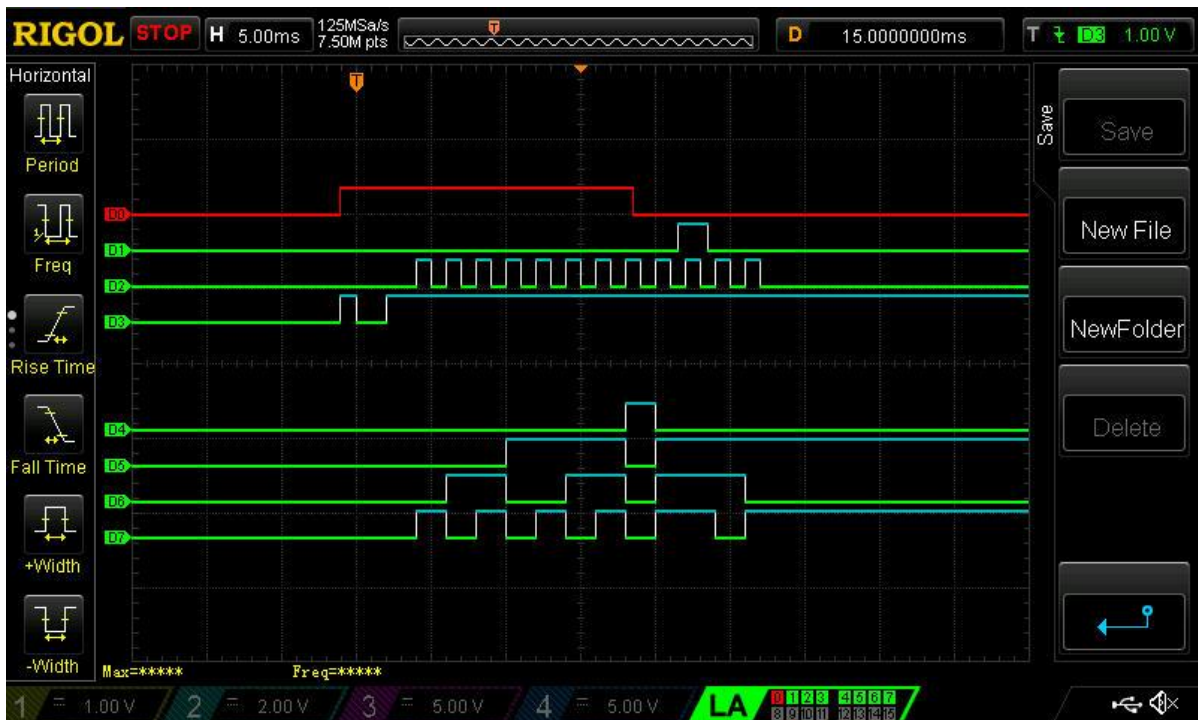 RIGOL STOP H 5.00ms 125MSa/s 7.50M pts T D 15.0000000ms T D3 1.00 V
Horizontal
T
Period
Freq
Rise Time
Fall Time
+Width
-Width
D0
D1
D2
D3
D4
D5
D6
D7
Max=***** Freq=*****
Save
Save
New File
NewFolder
Delete
1 = 1.00 V 2 = 2.00 V 3 = 5.00 V 4 = 5.00 V LA 0 1 2 3 4 5 6 7
8 9 10 11 12 13 14 15